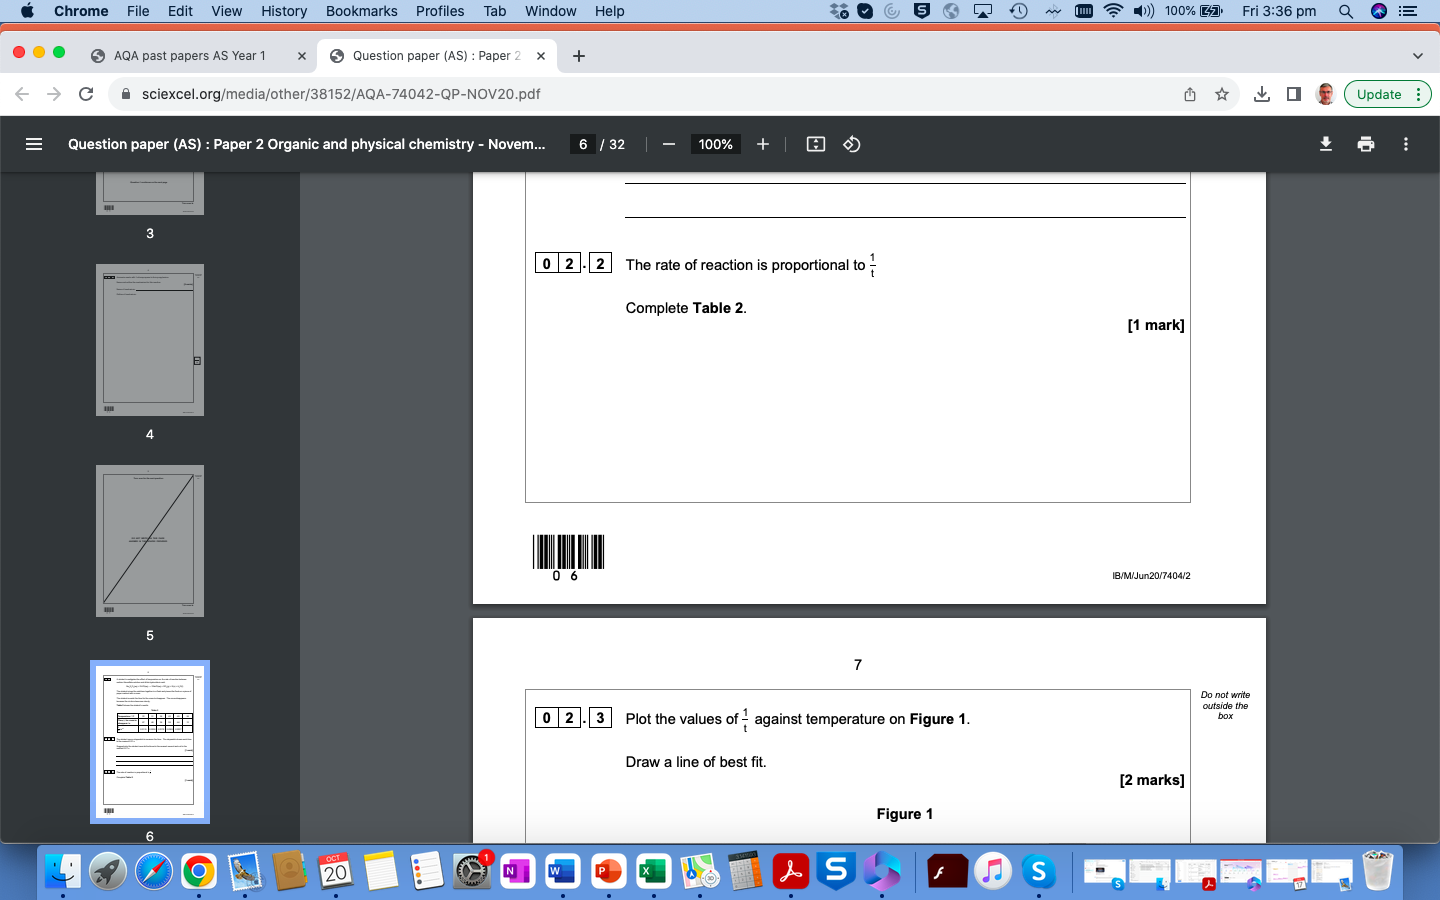 Chrome File Edit View History Bookmarks Profiles Tab Window Help 100% Fri 3:36 pm
AQA past papers AS Year 1
Question paper (AS) : Paper 2
sciexcel.org/media/other/38152/AQA-74042-QP-NOV20.pdf
Update
Question paper (AS) : Paper 2 Organic and physical chemistry - Novem...
6 / 32
100%
3
4
5
6
0 2 . 2 The rate of reaction is proportional to 1/t
Complete Table 2.
[1 mark]
0 6
IB/M/Jun20/7404/2
7
Do not write
outside the
box
0 2 . 3 Plot the values of 1/t against temperature on Figure 1.
Draw a line of best fit.
[2 marks]
Figure 1
OCT
20
1
17